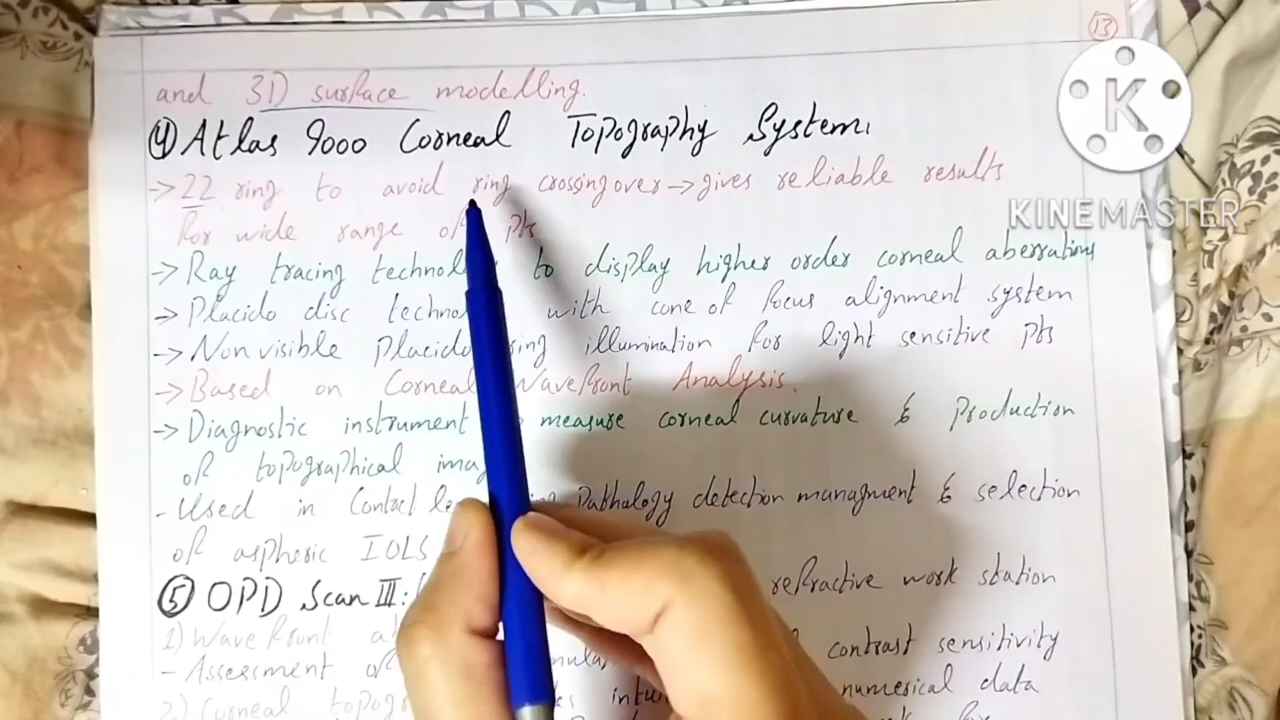 13
and 3D surface modelling.
④ Atlas 9000 Corneal Topography System
→ 22 ring to avoid ring crossing over → gives reliable results
for wide range of pts
→ Ray tracing to display higher order corneal aberrations
→ Placido disc with cone of focus alignment system
→ Non visible Placido ring illumination for light sensitive pts
→ Based on Corneal Wavefront Analysis.
→ Diagnostic instrument measure corneal curvature & Production
of topographical
- Used in Contact Pathology detection managment & selection
of aspheric IOLS
⑤ OPD Scan III: refractive work station
1) Wavefront contrast sensitivity
- Assessment of numerical data
2) Corneal
K
KINEMASTER